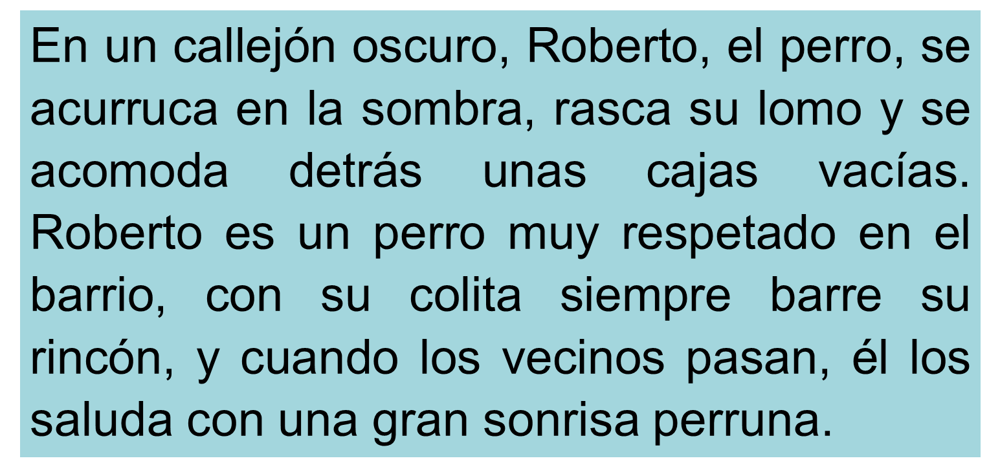 En un callejón oscuro, Roberto, el perro, se
acurruca en la sombra, rasca su lomo y se
acomoda detrás unas cajas vacías.
Roberto es un perro muy respetado en el
barrio, con su colita siempre barre su
rincón, y cuando los vecinos pasan, él los
saluda con una gran sonrisa perruna.